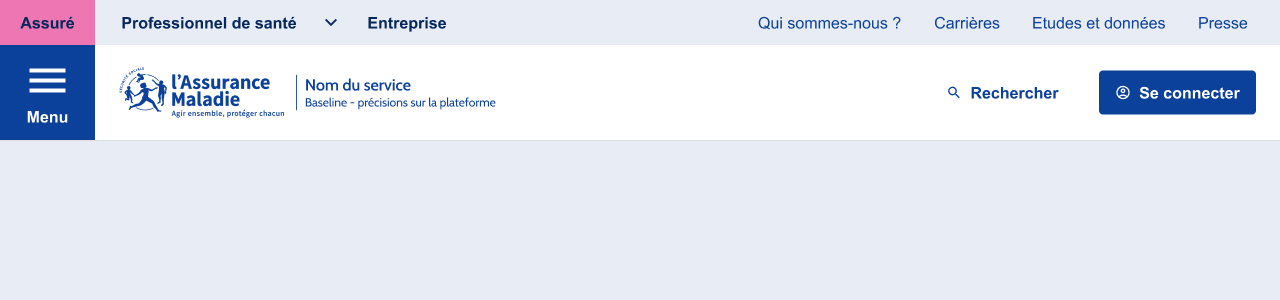 Assuré Professionnel de santé Entreprise Qui sommes-nous ? Carrières Etudes et données Presse
Menu
SÉCURITÉ SOCIALE
l'Assurance
Maladie
Agir ensemble, protéger chacun
Nom du service
Baseline - précisions sur la plateforme
Rechercher
Se connecter